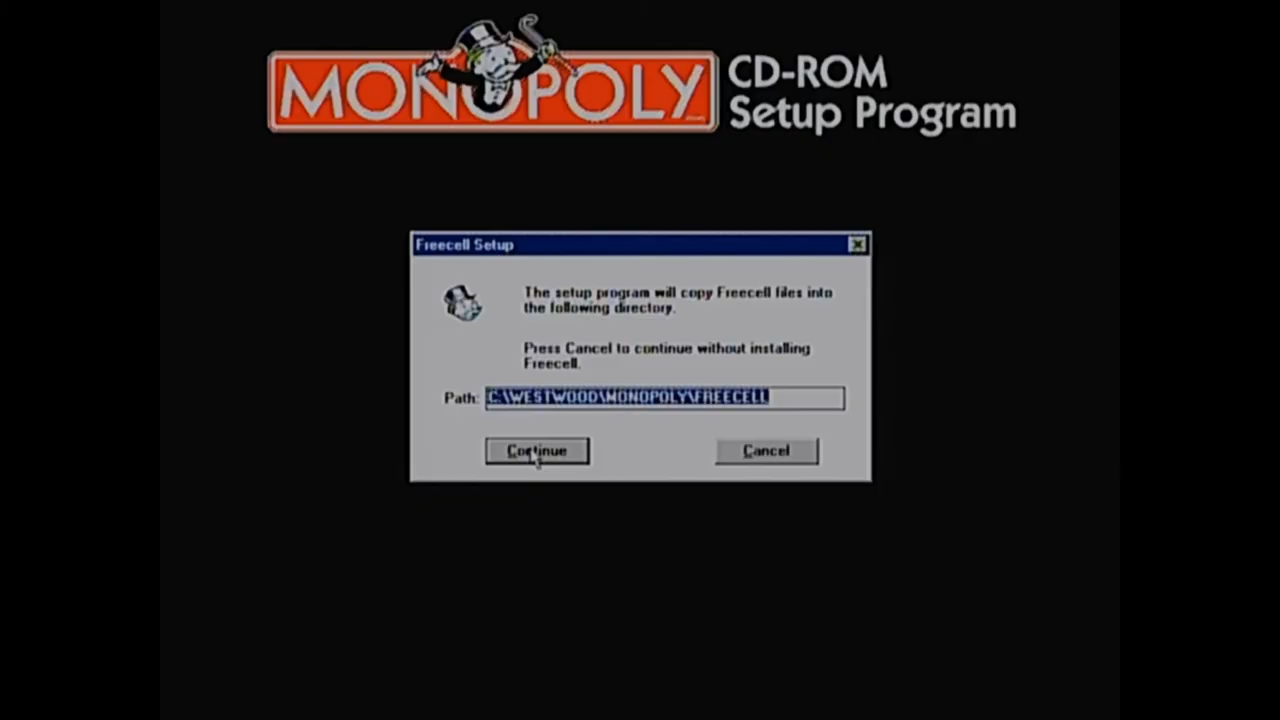 MONOPOLY
CD-ROM
Setup Program
Freecell Setup
The setup program will copy Freecell files into
the following directory.
Press Cancel to continue without installing
Freecell.
Path: C:\WESTWOOD\MONOPOLY\FREECELL
Continue
Cancel